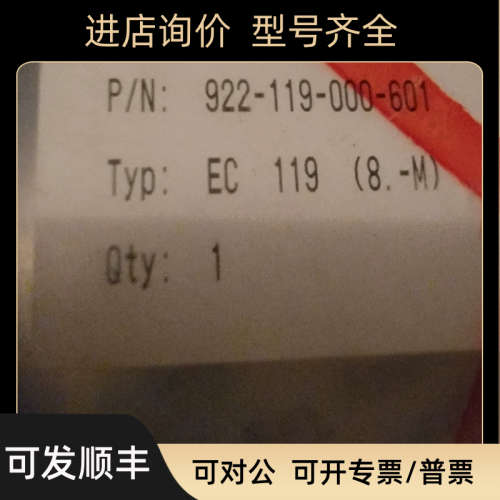 进店询价 型号齐全
P/N: 922-119-000-601
Typ: EC 119 (8.-M)
Qty: 1
可发顺丰
可对公 可开专票/普票